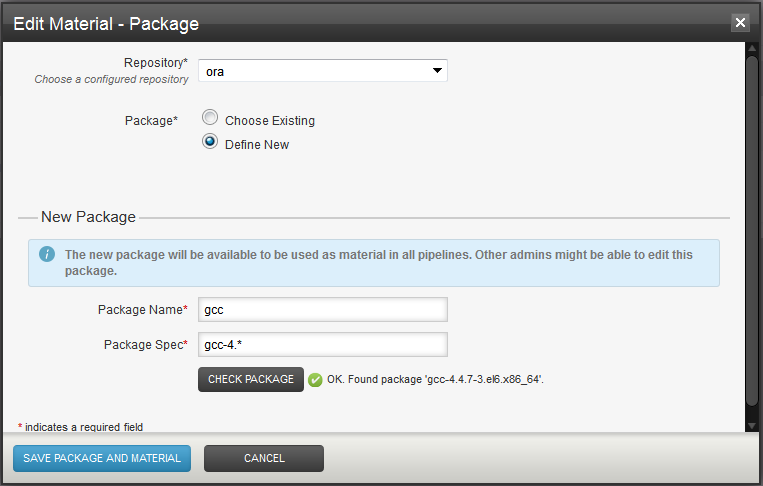 Edit Material - Package
Repository*
Choose a configured repository
ora
Package*
Choose Existing
Define New
New Package
The new package will be available to be used as material in all pipelines. Other admins might be able to edit this
package.
Package Name*
gcc
Package Spec*
gcc-4.*
CHECK PACKAGE
OK. Found package 'gcc-4.4.7-3.el6.x86_64'.
* indicates a required field
SAVE PACKAGE AND MATERIAL
CANCEL